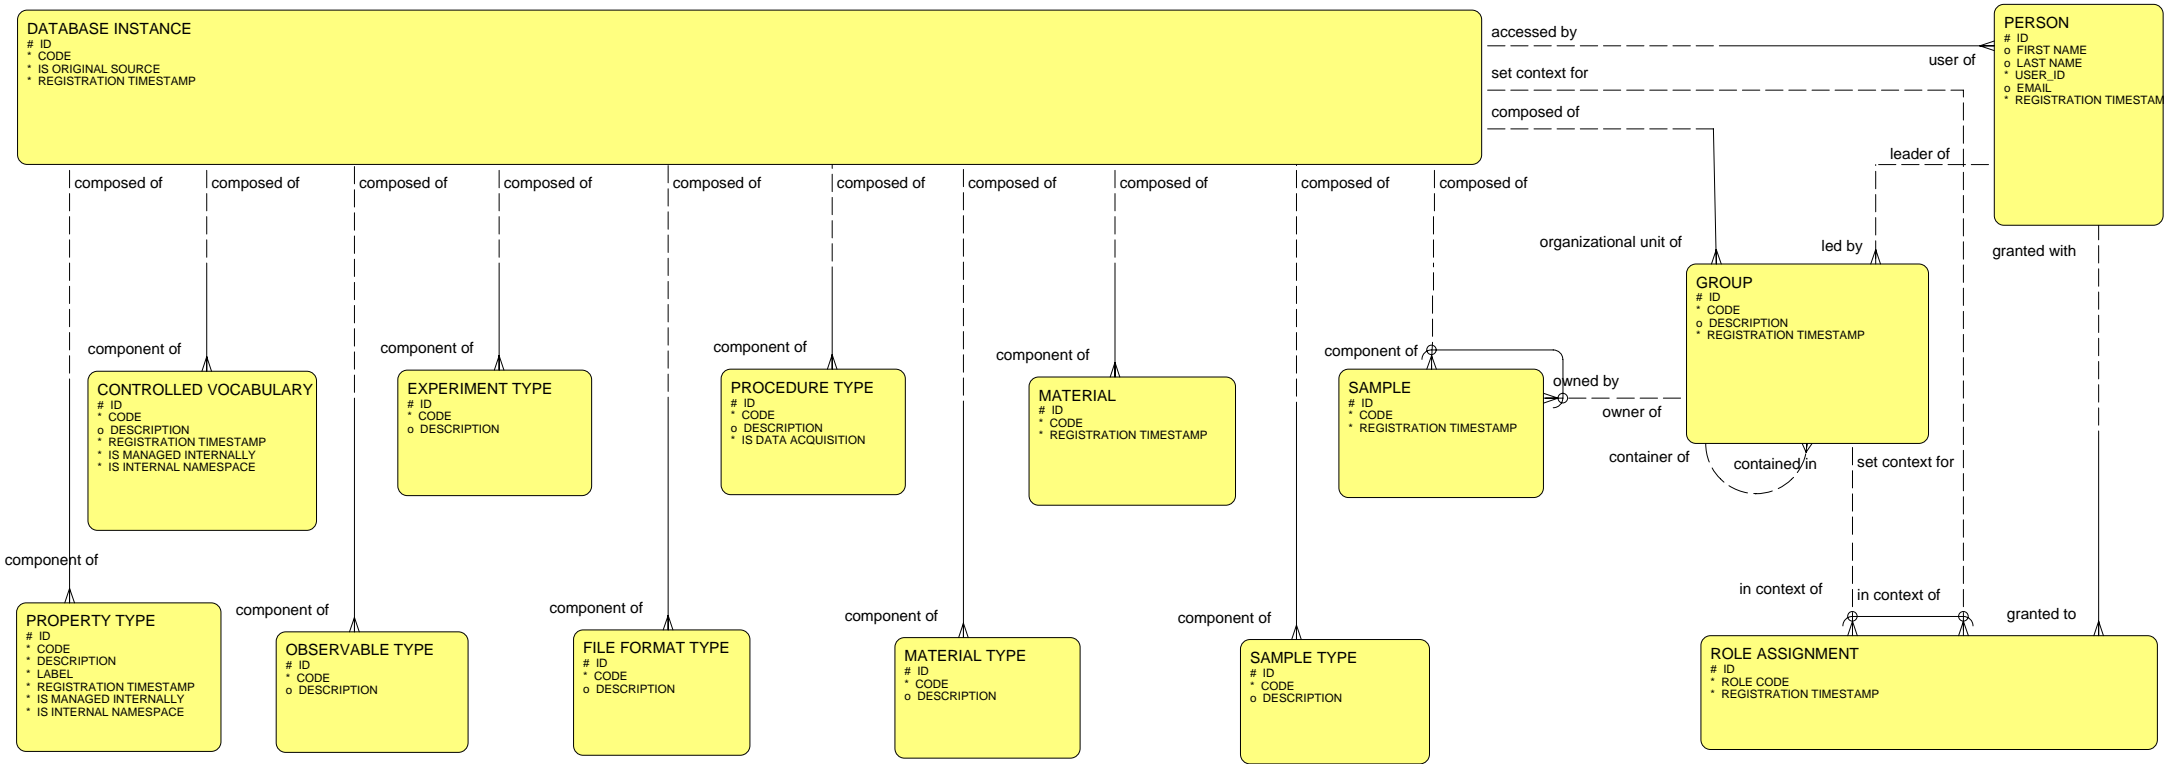 DATABASE INSTANCE
# ID
* CODE
* IS ORIGINAL SOURCE
* REGISTRATION TIMESTAMP
accessed by
user of
set context for
composed of
PERSON
# ID
o FIRST NAME
o LAST NAME
* USER_ID
o EMAIL
* REGISTRATION TIMESTAM
leader of
composed of
composed of
composed of
composed of
composed of
composed of
composed of
composed of
composed of
composed of
organizational unit of
led by
granted with
GROUP
# ID
* CODE
o DESCRIPTION
* REGISTRATION TIMESTAMP
component of
CONTROLLED VOCABULARY
# ID
* CODE
o DESCRIPTION
* REGISTRATION TIMESTAMP
* IS MANAGED INTERNALLY
* IS INTERNAL NAMESPACE
component of
EXPERIMENT TYPE
# ID
* CODE
o DESCRIPTION
component of
PROCEDURE TYPE
# ID
* CODE
o DESCRIPTION
* IS DATA ACQUISITION
component of
MATERIAL
# ID
* CODE
* REGISTRATION TIMESTAMP
component of
SAMPLE
# ID
* CODE
* REGISTRATION TIMESTAMP
owned by
owner of
container of
contained in
set context for
component of
PROPERTY TYPE
# ID
* CODE
* DESCRIPTION
* LABEL
* REGISTRATION TIMESTAMP
* IS MANAGED INTERNALLY
* IS INTERNAL NAMESPACE
component of
OBSERVABLE TYPE
# ID
* CODE
o DESCRIPTION
component of
FILE FORMAT TYPE
# ID
* CODE
o DESCRIPTION
component of
MATERIAL TYPE
# ID
* CODE
o DESCRIPTION
component of
SAMPLE TYPE
# ID
* CODE
o DESCRIPTION
in context of
in context of
granted to
ROLE ASSIGNMENT
# ID
* ROLE CODE
* REGISTRATION TIMESTAMP